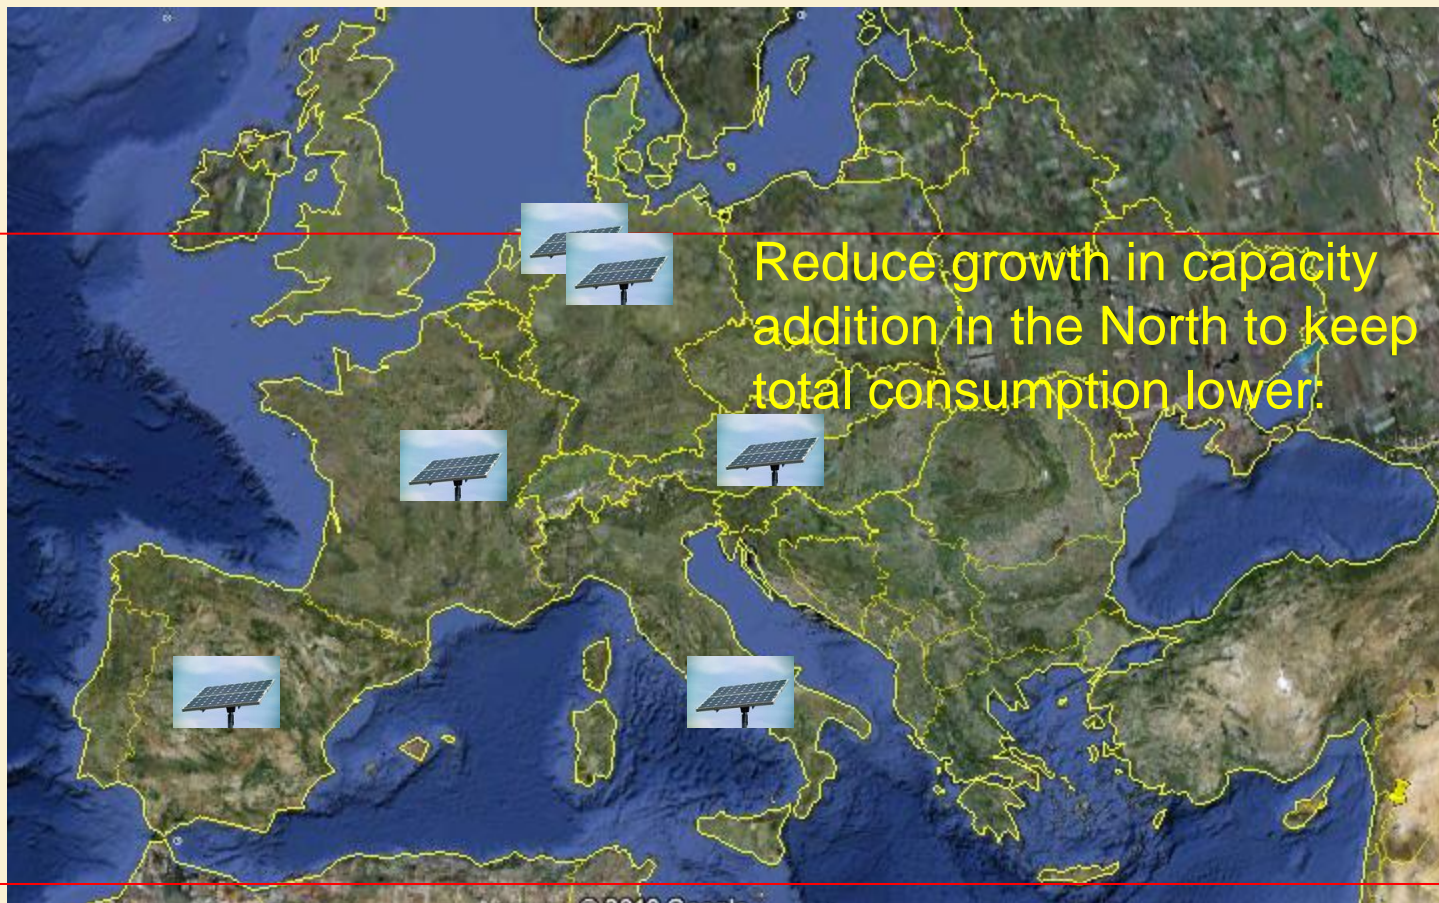 Reduce growth in capacity
addition in the North to keep
total consumption lower: